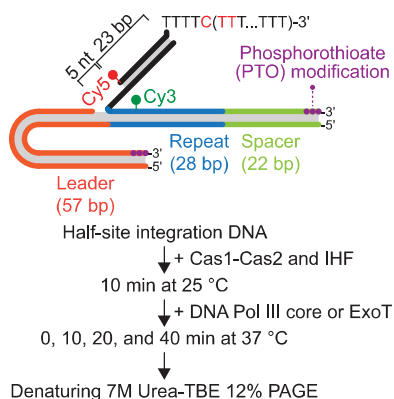 TTTTC(TTT...TTT)-3'
5 nt 23 bp
Cy5
Cy3
Phosphorothioate
(PTO) modification
-3'
-5'
-3'
-5'
Leader
(57 bp)
Repeat
(28 bp)
Spacer
(22 bp)
Half-site integration DNA
+ Cas1-Cas2 and IHF
10 min at 25 °C
+ DNA Pol III core or ExoT
0, 10, 20, and 40 min at 37 °C
Denaturing 7M Urea-TBE 12% PAGE